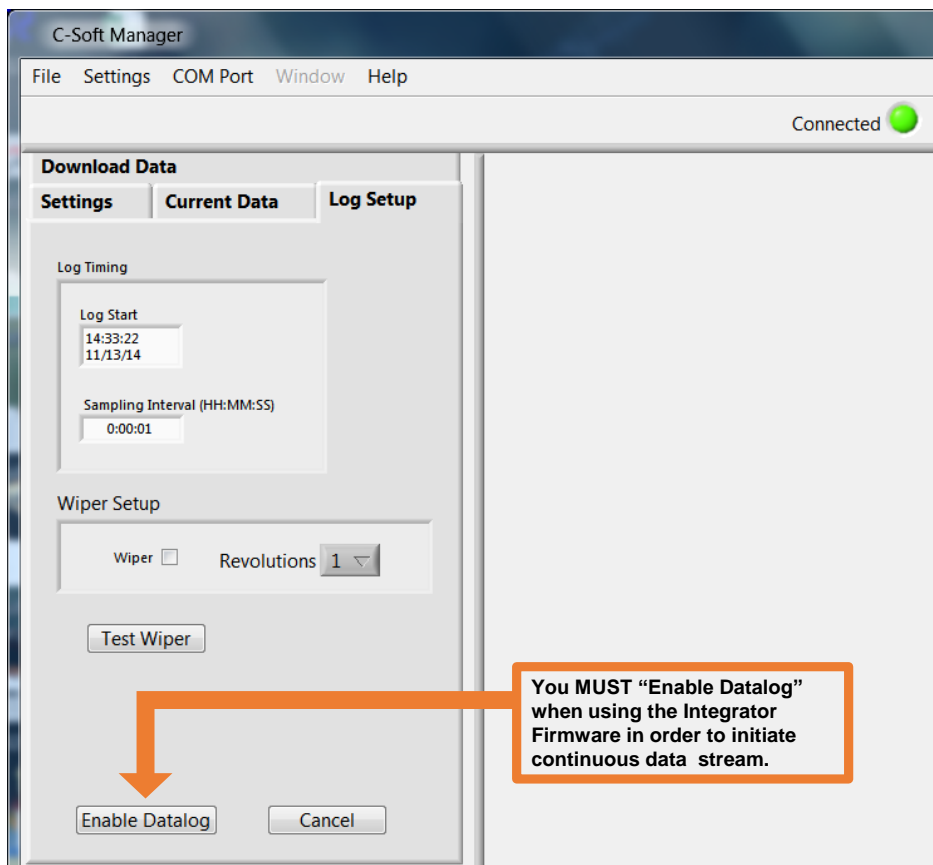 C-Soft Manager
File Settings COM Port Window Help
Connected
Download Data
Settings Current Data Log Setup
Log Timing
Log Start
14:33:22
11/13/14
Sampling Interval (HH:MM:SS)
0:00:01
Wiper Setup
Wiper Revolutions 1
Test Wiper
You MUST “Enable Datalog”
when using the Integrator
Firmware in order to initiate
continuous data stream.
Enable Datalog Cancel